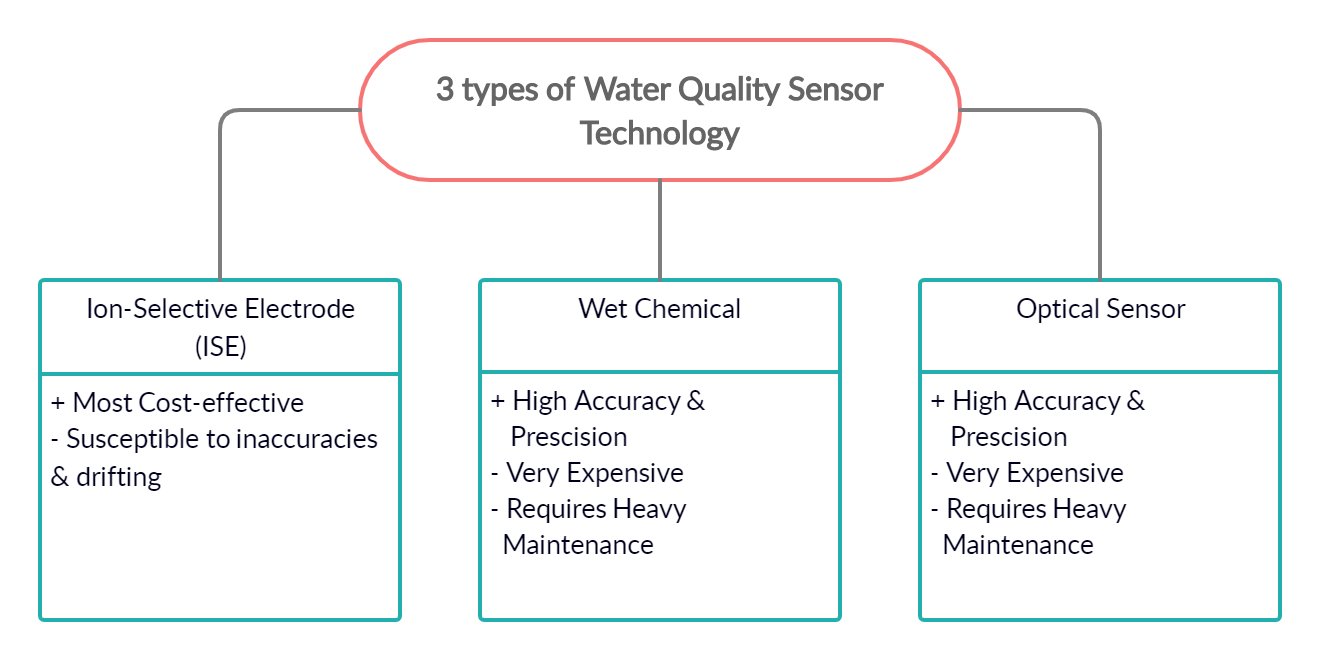 3 types of Water Quality Sensor
Technology
Ion-Selective Electrode
(ISE)
+ Most Cost-effective
- Susceptible to inaccuracies
& drifting
Wet Chemical
+ High Accuracy &
Prescision
- Very Expensive
- Requires Heavy
Maintenance
Optical Sensor
+ High Accuracy &
Prescision
- Very Expensive
- Requires Heavy
Maintenance